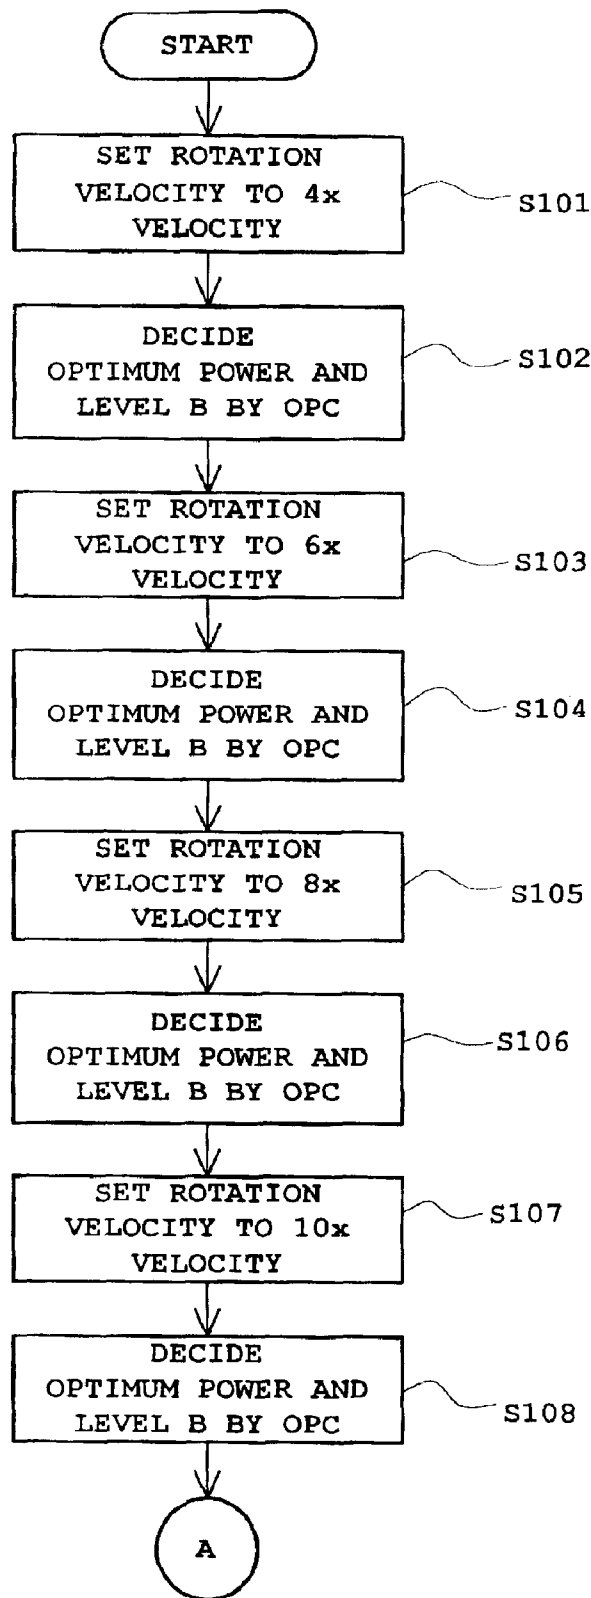 START
SET ROTATION
VELOCITY TO 4x
VELOCITY
S101
DECIDE
OPTIMUM POWER AND
LEVEL B BY OPC
S102
SET ROTATION
VELOCITY TO 6x
VELOCITY
S103
DECIDE
OPTIMUM POWER AND
LEVEL B BY OPC
S104
SET ROTATION
VELOCITY TO 8x
VELOCITY
S105
DECIDE
OPTIMUM POWER AND
LEVEL B BY OPC
S106
SET ROTATION
VELOCITY TO 10x
VELOCITY
S107
DECIDE
OPTIMUM POWER AND
LEVEL B BY OPC
S108
A